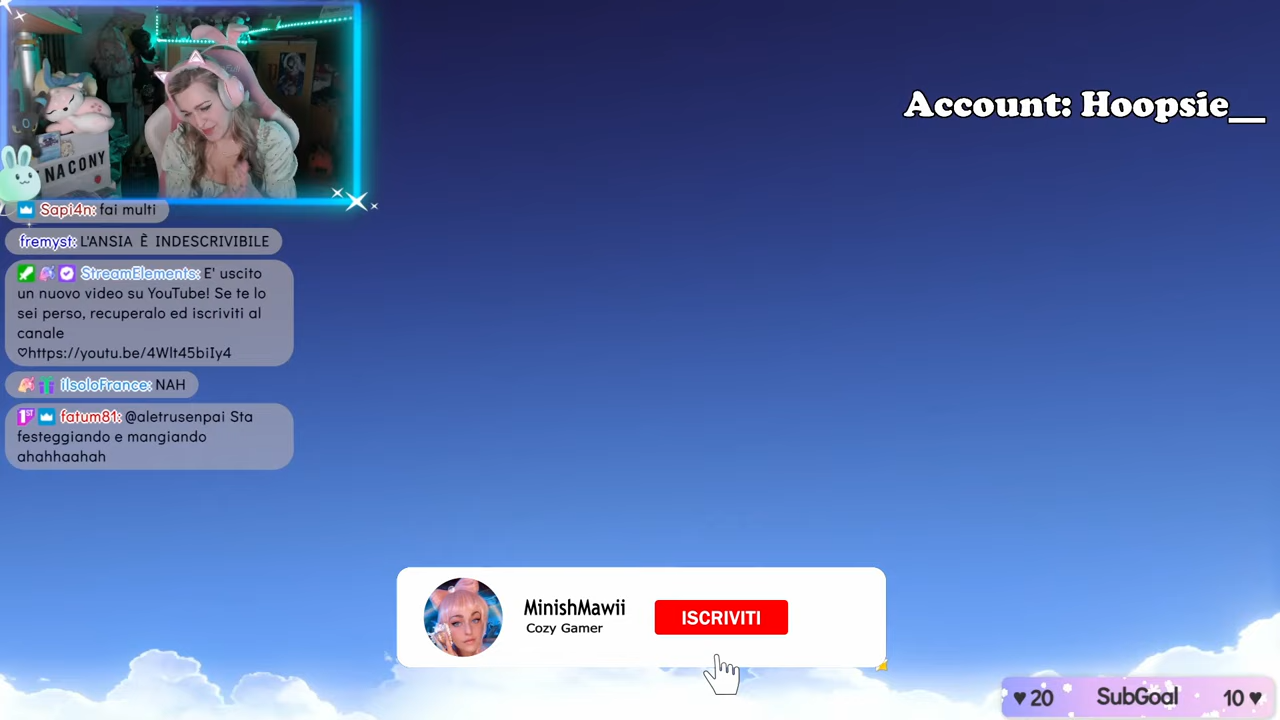 Account: Hoopsie__
NACONY
Sapi4n: fai multi
fremyst: L'ANSIA È INDESCRIVIBILE
StreamElements: E' uscito
un nuovo video su YouTube! Se te lo
sei perso, recuperalo ed iscriviti al
canale
♡https://youtu.be/4Wlt45biIy4
ilsoloFrance: NAH
1ST fatum81: @aletrusenpai Sta
festeggiando e mangiando
ahahhaahah
MinishMawii
Cozy Gamer
ISCRIVITI
♥ 20 SubGoal 10 ♥